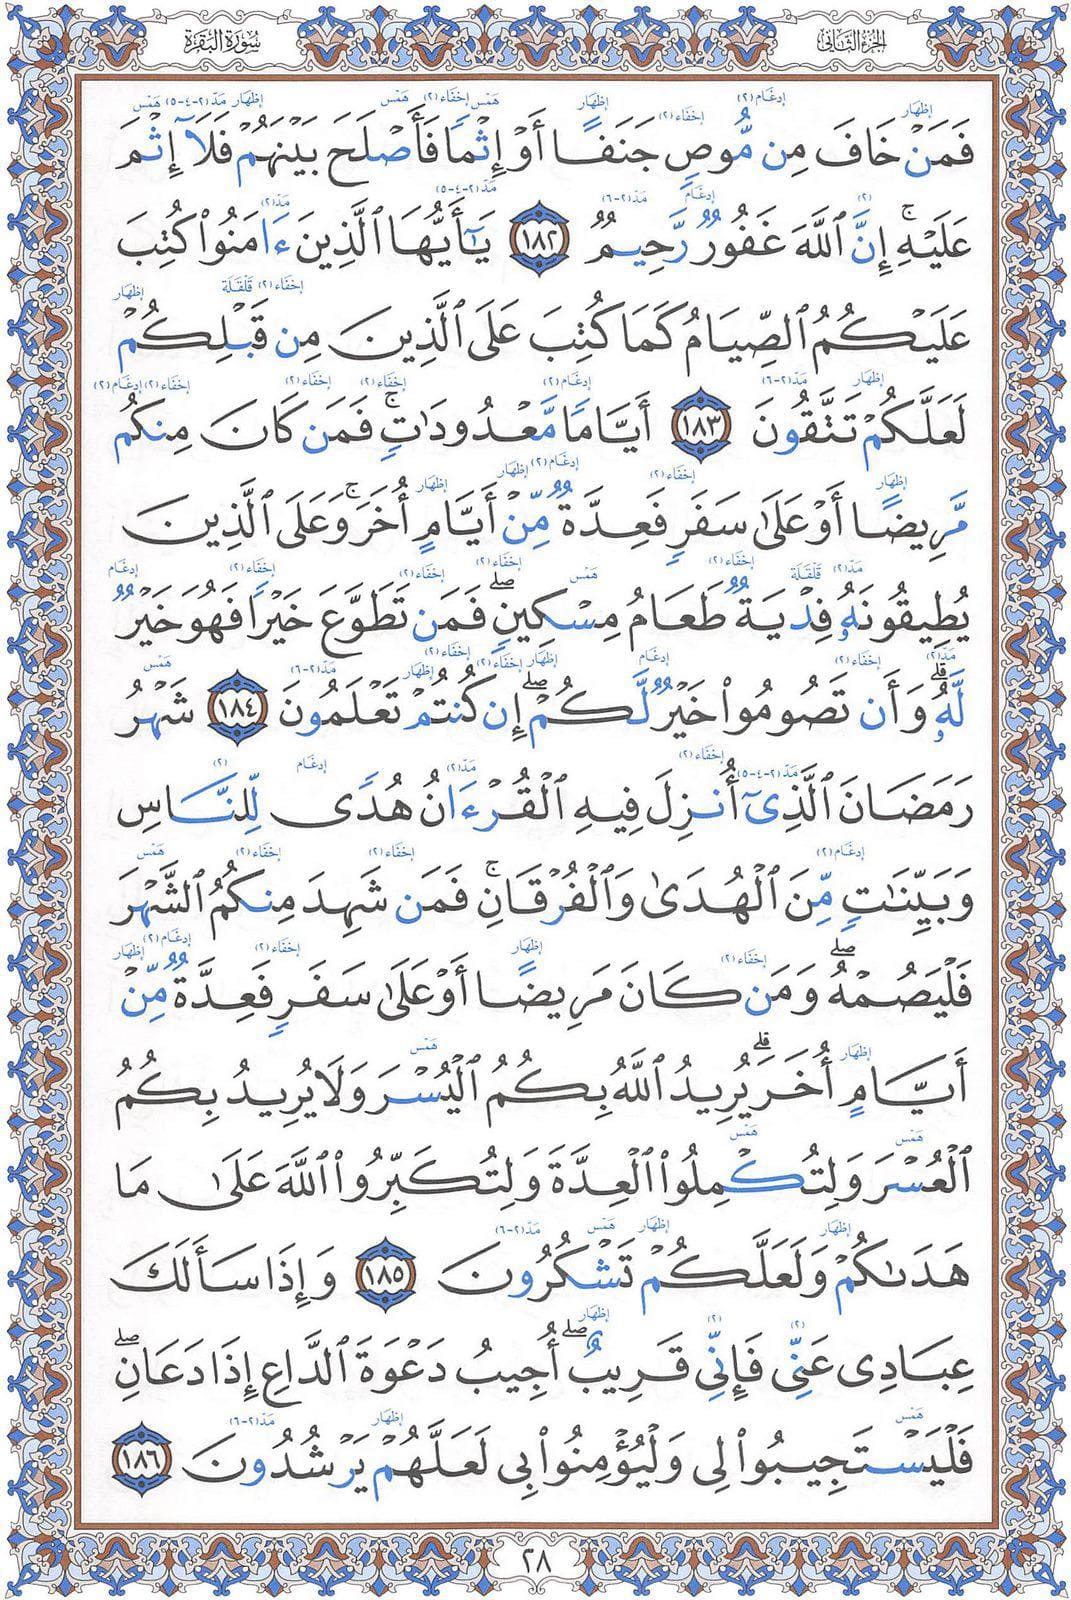 الجزء الثاني
سورة البقرة
فَمَنْ خَافَ مِن مُّوصٍ جَنَفًا أَوْ إِثْمًا فَأَصْلَحَ بَيْنَهُمْ فَلَآ إِثْمَ
عَلَيْهِ ۚ إِنَّ ٱللَّهَ غَفُورٌ رَّحِيمٌ ١٨٢ يَـٰٓأَيُّهَا ٱلَّذِينَ ءَامَنُوا۟ كُتِبَ
عَلَيْكُمُ ٱلصِّيَامُ كَمَا كُتِبَ عَلَى ٱلَّذِينَ مِن قَبْلِكُمْ
لَعَلَّكُمْ تَتَّقُونَ ١٨٣ أَيَّامًا مَّعْدُودَٰتٍ ۚ فَمَن كَانَ مِنكُم
مَّرِيضًا أَوْ عَلَىٰ سَفَرٍ فَعِدَّةٌ مِّنْ أَيَّامٍ أُخَرَ ۚ وَعَلَى ٱلَّذِينَ
يُطِيقُونَهُۥ فِدْيَةٌ طَعَامُ مِسْكِينٍ ۖ فَمَن تَطَوَّعَ خَيْرًا فَهُوَ خَيْرٌ
لَّهُۥ ۗ وَأَن تَصُومُوا۟ خَيْرٌ لَّكُمْ ۖ إِن كُنتُمْ تَعْلَمُونَ ١٨٤ شَهْرُ
رَمَضَانَ ٱلَّذِىٓ أُنزِلَ فِيهِ ٱلْقُرْءَانُ هُدًى لِّلنَّاسِ
وَبَيِّنَـٰتٍ مِّنَ ٱلْهُدَىٰ وَٱلْفُرْقَانِ ۚ فَمَن شَهِدَ مِنكُمُ ٱلشَّهْرَ
فَلْيَصُمْهُ ۖ وَمَن كَانَ مَرِيضًا أَوْ عَلَىٰ سَفَرٍ فَعِدَّةٌ مِّنْ
أَيَّامٍ أُخَرَ ۗ يُرِيدُ ٱللَّهُ بِكُمُ ٱلْيُسْرَ وَلَا يُرِيدُ بِكُمُ
ٱلْعُسْرَ وَلِتُكْمِلُوا۟ ٱلْعِدَّةَ وَلِتُكَبِّرُوا۟ ٱللَّهَ عَلَىٰ مَا
هَدَىٰكُمْ وَلَعَلَّكُمْ تَشْكُرُونَ ١٨٥ وَإِذَا سَأَلَكَ
عِبَادِى عَنِّى فَإِنِّى قَرِيبٌ ۖ أُجِيبُ دَعْوَةَ ٱلدَّاعِ إِذَا دَعَانِ ۖ
فَلْيَسْتَجِيبُوا۟ لِى وَلْيُؤْمِنُوا۟ بِى لَعَلَّهُمْ يَرْشُدُونَ ١٨٦
٢٨